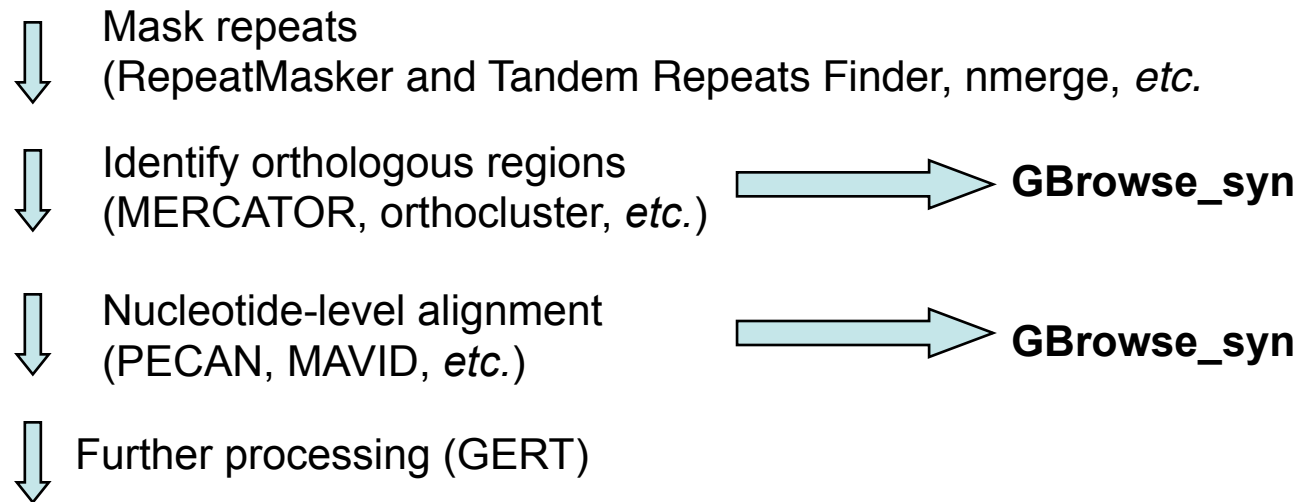 Mask repeats
(RepeatMasker and Tandem Repeats Finder, nmerge, etc.
Identify orthologous regions
(MERCATOR, orthocluster, etc.)
GBrowse_syn
Nucleotide-level alignment
(PECAN, MAVID, etc.)
GBrowse_syn
Further processing (GERT)